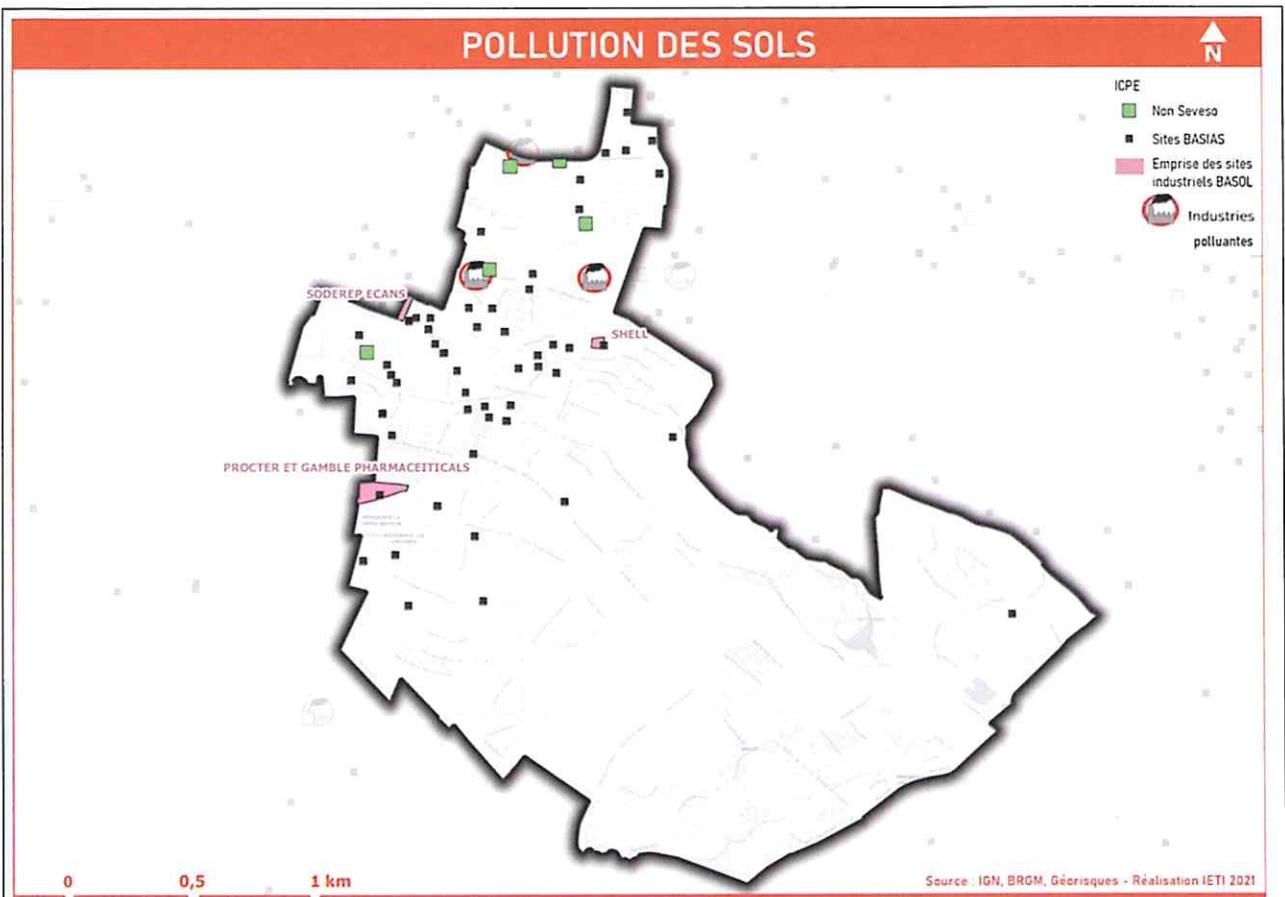 POLLUTION DES SOLS
N
ICPE
Non Seveso
Sites BASIAS
Emprise des sites
industriels BASOL
Industries
polluantes
SODEREP ECANS
SHELL
PROCTER ET GAMBLE PHARMACEITICALS
0 0,5 1 km
Source : IGN, BRGM, Géorisques - Réalisation IETI 2021